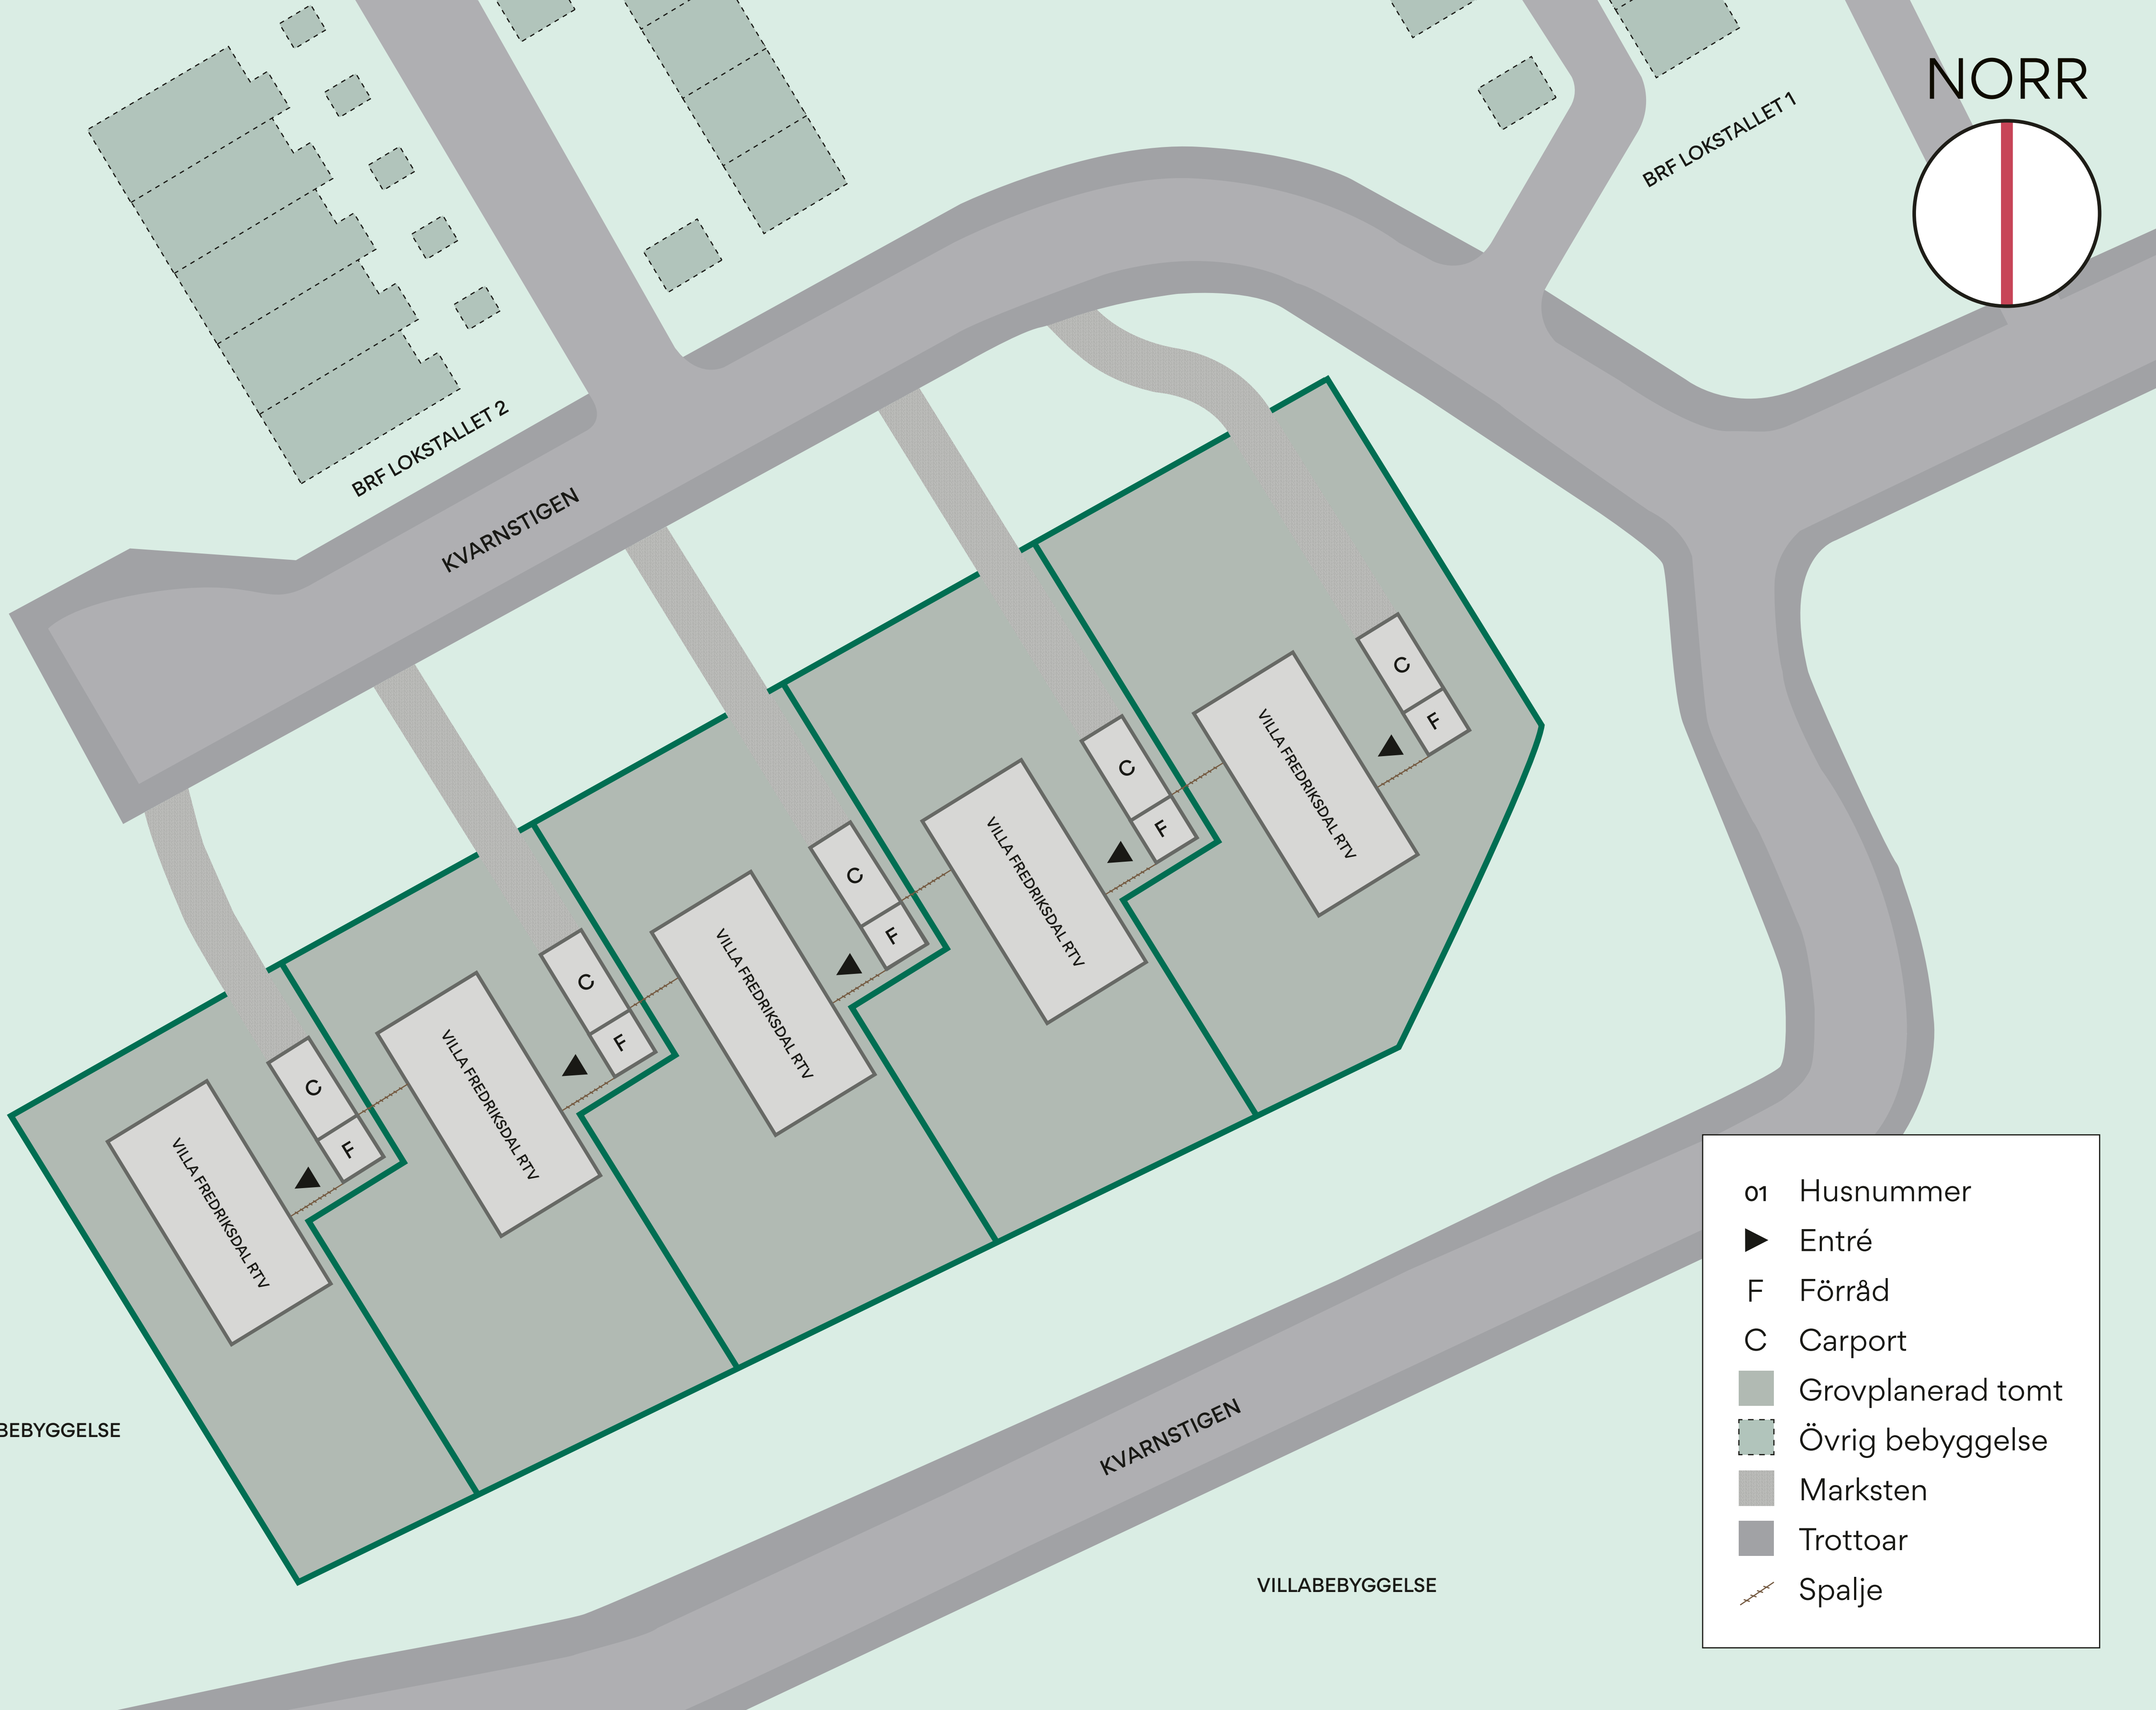 NORR
BRF LOKSTALLET 1
BRF LOKSTALLET 2
KVARNSTIGEN
C
F
VILLA FREDRIKSDAL RTV
C
F
VILLA FREDRIKSDAL RTV
C
F
VILLA FREDRIKSDAL RTV
C
F
VILLA FREDRIKSDAL RTV
C
F
VILLA FREDRIKSDAL RTV
BEBYGGELSE
KVARNSTIGEN
VILLABEBYGGELSE
01 Husnummer
Entré
F Förråd
C Carport
Grovplanerad tomt
Övrig bebyggelse
Marksten
Trottoar
Spalje